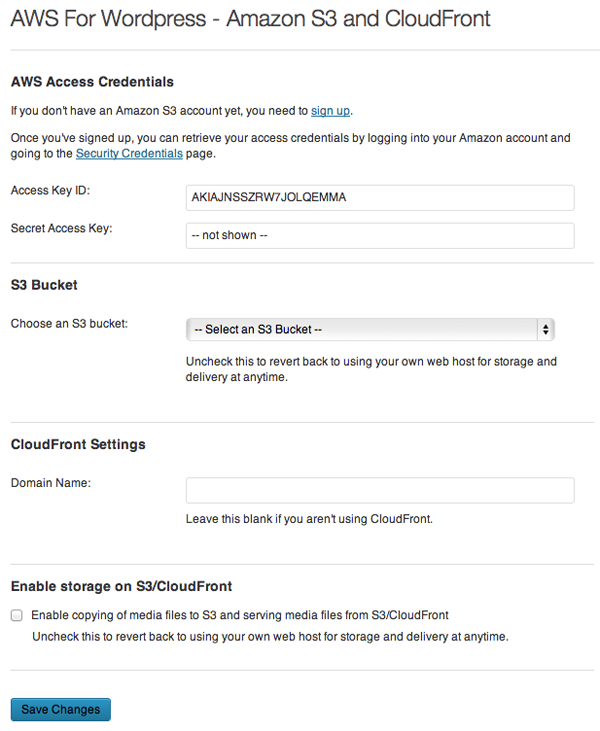 AWS For Wordpress - Amazon S3 and CloudFront
AWS Access Credentials
If you don't have an Amazon S3 account yet, you need to sign up.
Once you've signed up, you can retrieve your access credentials by logging into your Amazon account and
going to the Security Credentials page.
Access Key ID:
AKIAJNSSZRW7JOLQEMMA
Secret Access Key:
-- not shown --
S3 Bucket
Choose an S3 bucket:
-- Select an S3 Bucket --
Uncheck this to revert back to using your own web host for storage and
delivery at anytime.
CloudFront Settings
Domain Name:
Leave this blank if you aren't using CloudFront.
Enable storage on S3/CloudFront
Enable copying of media files to S3 and serving media files from S3/CloudFront
Uncheck this to revert back to using your own web host for storage and delivery at anytime.
Save Changes